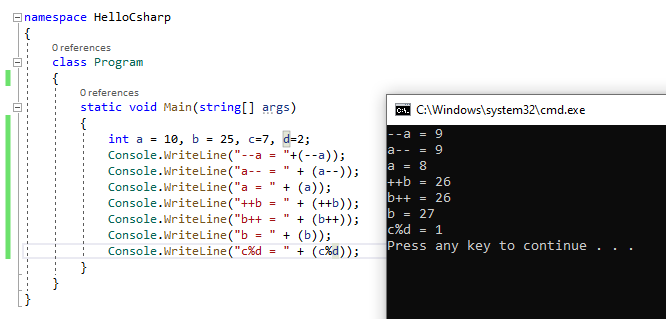 namespace HelloCsharp
{
0 references
class Program
{
0 references
static void Main(string[] args)
{
int a = 10, b = 25, c=7, d=2;
Console.WriteLine("--a = "+(--a));
Console.WriteLine("a-- = " + (a--));
Console.WriteLine("a = " + (a));
Console.WriteLine("++b = " + (++b));
Console.WriteLine("b++ = " + (b++));
Console.WriteLine("b = " + (b));
Console.WriteLine("c%d = " + (c%d));
}
}
}
C:\Windows\system32\cmd.exe
--a = 9
a-- = 9
a = 8
++b = 26
b++ = 26
b = 27
c%d = 1
Press any key to continue . . .